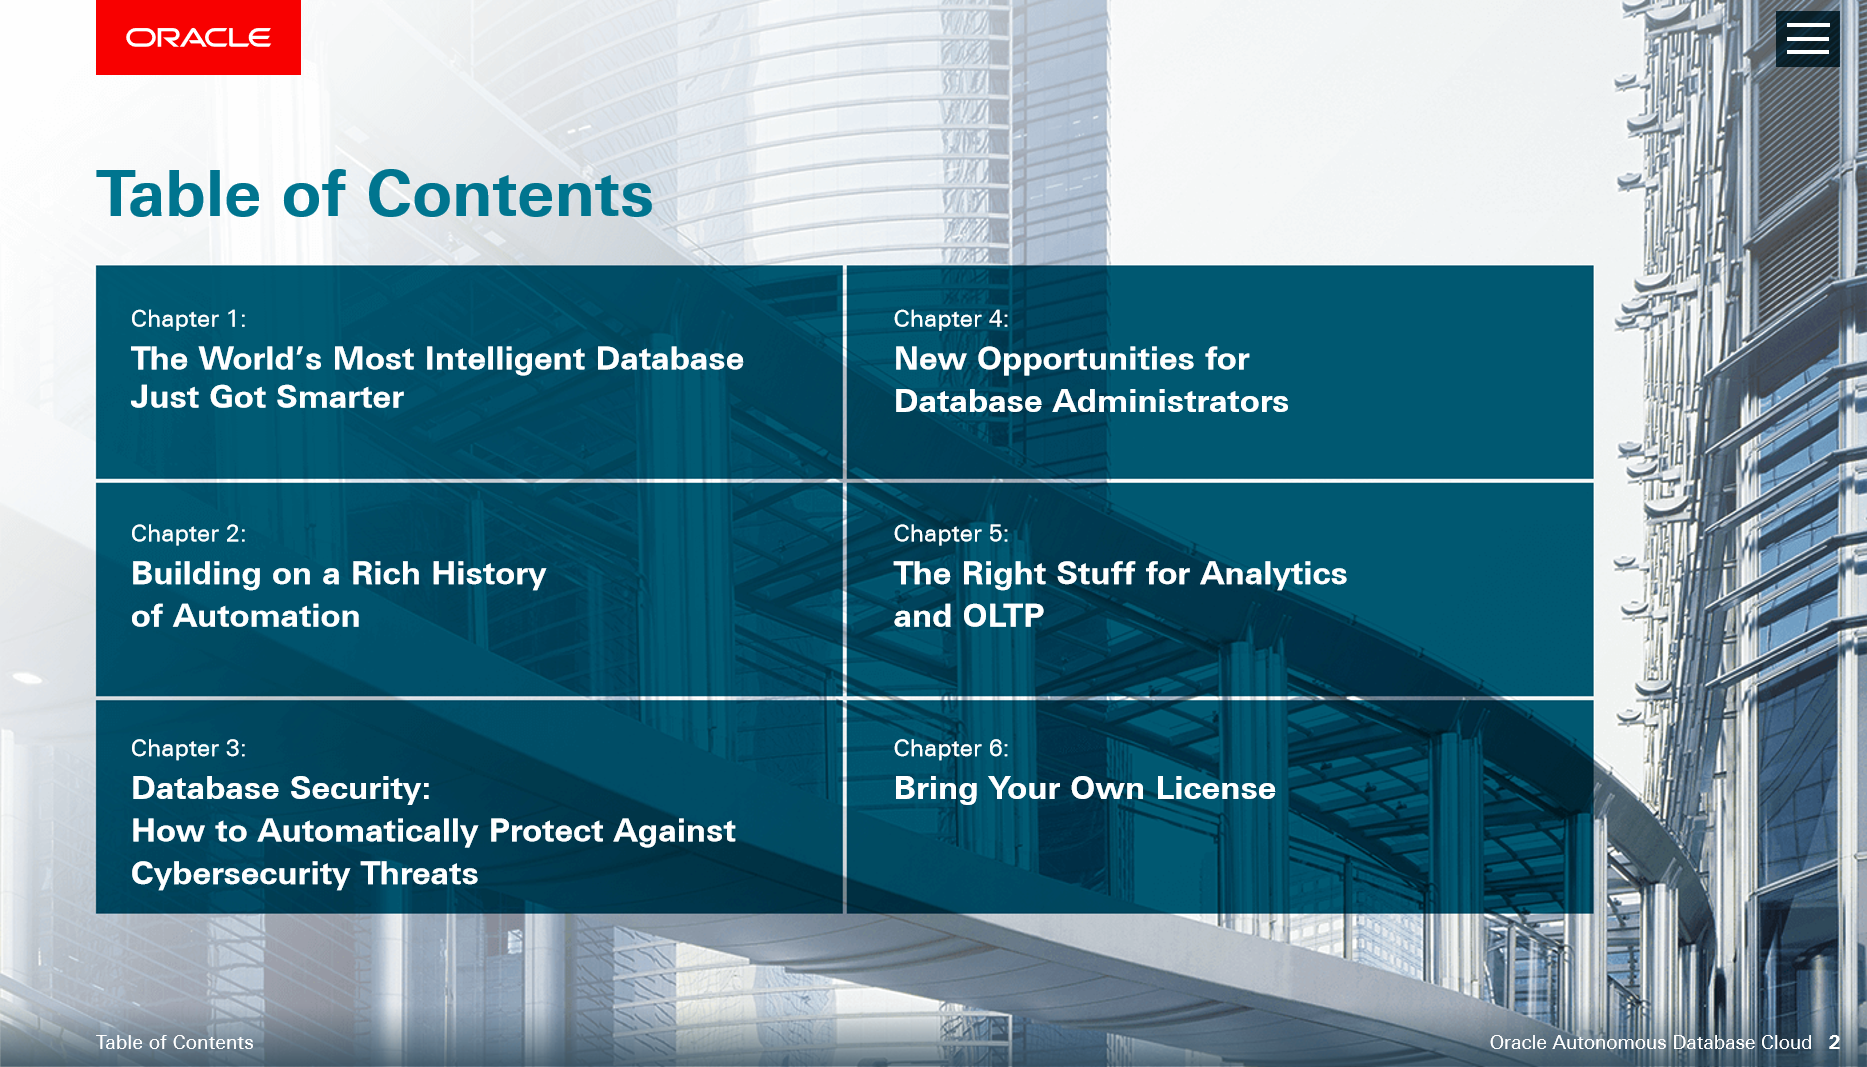 ORACLE
Table of Contents
Chapter 1:
The World’s Most Intelligent Database
Just Got Smarter
Chapter 2:
Building on a Rich History
of Automation
Chapter 3:
Database Security:
How to Automatically Protect Against
Cybersecurity Threats
Chapter 4:
New Opportunities for
Database Administrators
Chapter 5:
The Right Stuff for Analytics
and OLTP
Chapter 6:
Bring Your Own License
Table of Contents
Oracle Autonomous Database Cloud 2